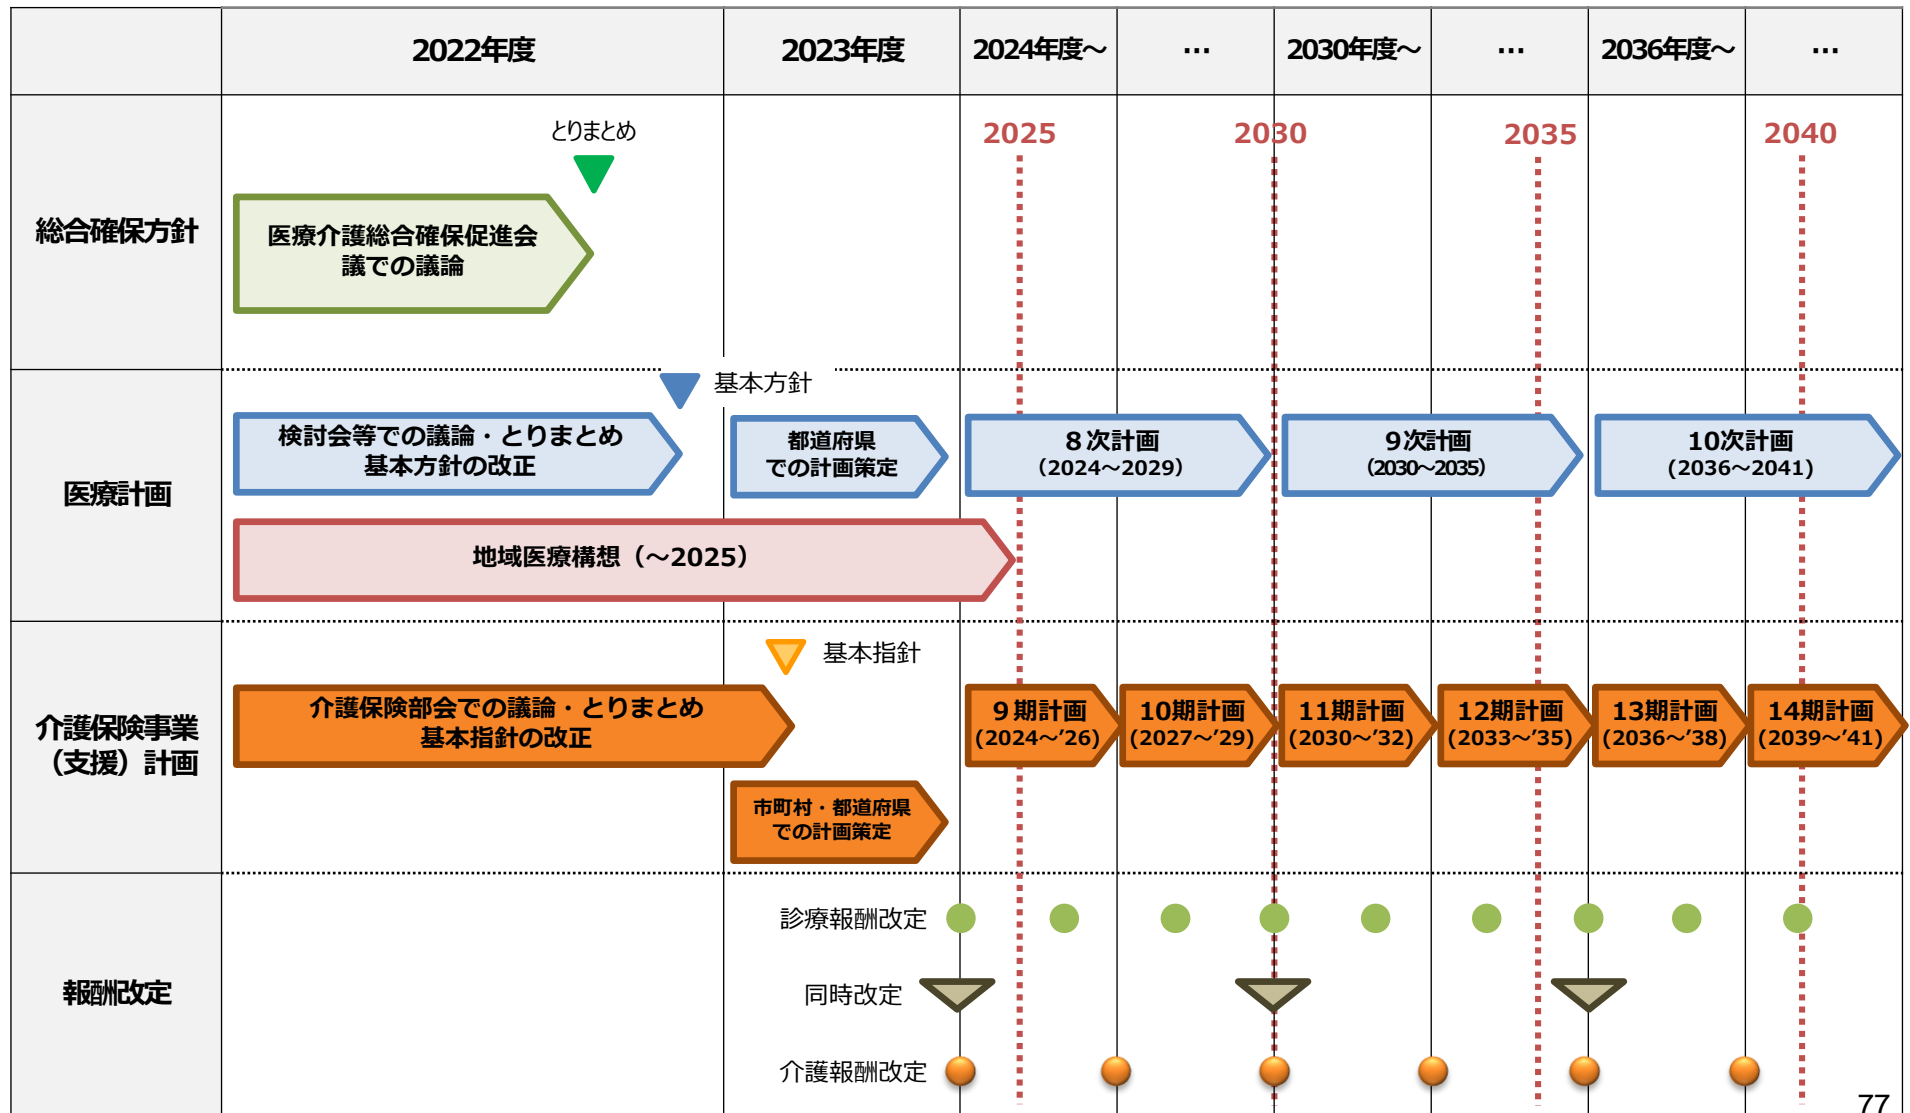 2022年度
2023年度
2024年度～
…
2030年度～
…
2036年度～
…
総合確保方針
とりまとめ
医療介護総合確保促進会
議での議論
2025
2030
2035
2040
医療計画
基本方針
検討会等での議論・とりまとめ
基本方針の改正
都道府県
での計画策定
８次計画
（2024～2029）
9次計画
（2030～2035）
10次計画
（2036～2041）
地域医療構想（～2025）
介護保険事業
（支援）計画
基本指針
介護保険部会での議論・とりまとめ
基本指針の改正
市町村・都道府県
での計画策定
９期計画
(2024～’26)
10期計画
(2027～’29)
11期計画
(2030～’32)
12期計画
(2033～’35)
13期計画
(2036～’38)
14期計画
(2039～’41)
報酬改定
診療報酬改定
同時改定
介護報酬改定
77